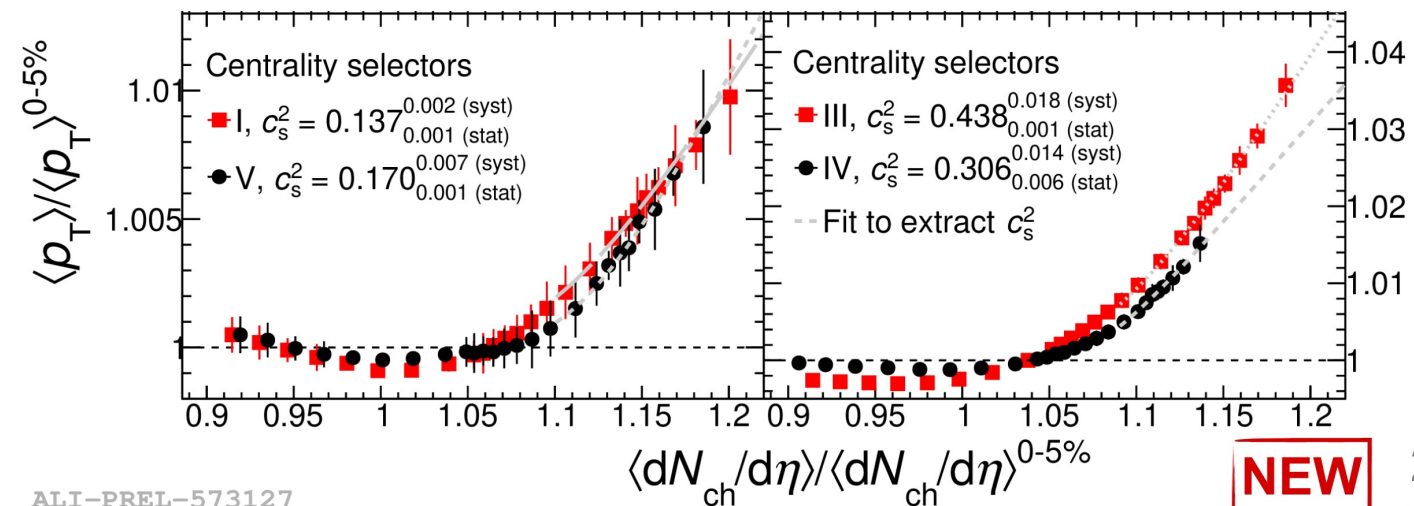 ⟨p_T⟩/⟨p_T⟩^0-5%
1.01
1.005
1
Centrality selectors
I, c_s^2 = 0.137 0.002 (syst) 0.001 (stat)
V, c_s^2 = 0.170 0.007 (syst) 0.001 (stat)
0.9 0.95 1 1.05 1.1 1.15 1.2
Centrality selectors
III, c_s^2 = 0.438 0.018 (syst) 0.001 (stat)
IV, c_s^2 = 0.306 0.014 (syst) 0.006 (stat)
Fit to extract c_s^2
1.04
1.03
1.02
1.01
1
0.9 0.95 1 1.05 1.1 1.15 1.2
⟨dN_ch/dη⟩/⟨dN_ch/dη⟩^0-5%
NEW
ALI-PREL-573127